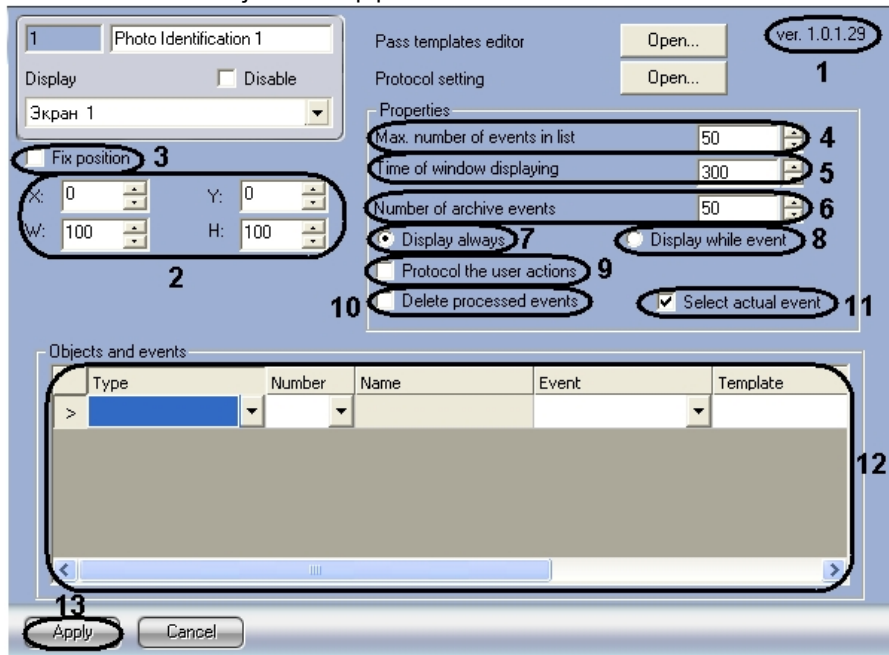 1 Photo Identification 1
Display Disable
Экран 1
Pass templates editor Open...
Protocol setting Open...
ver. 1.0.1.29
1
Fix position 3
X: 0 Y: 0
W: 100 H: 100
2
Properties
Max. number of events in list 50 4
Time of window displaying 300 5
Number of archive events 50 6
Display always 7 Display while event 8
Protocol the user actions 9
10 Delete processed events Select actual event 11
Objects and events
Type Number Name Event Template
>
12
13
Apply Cancel